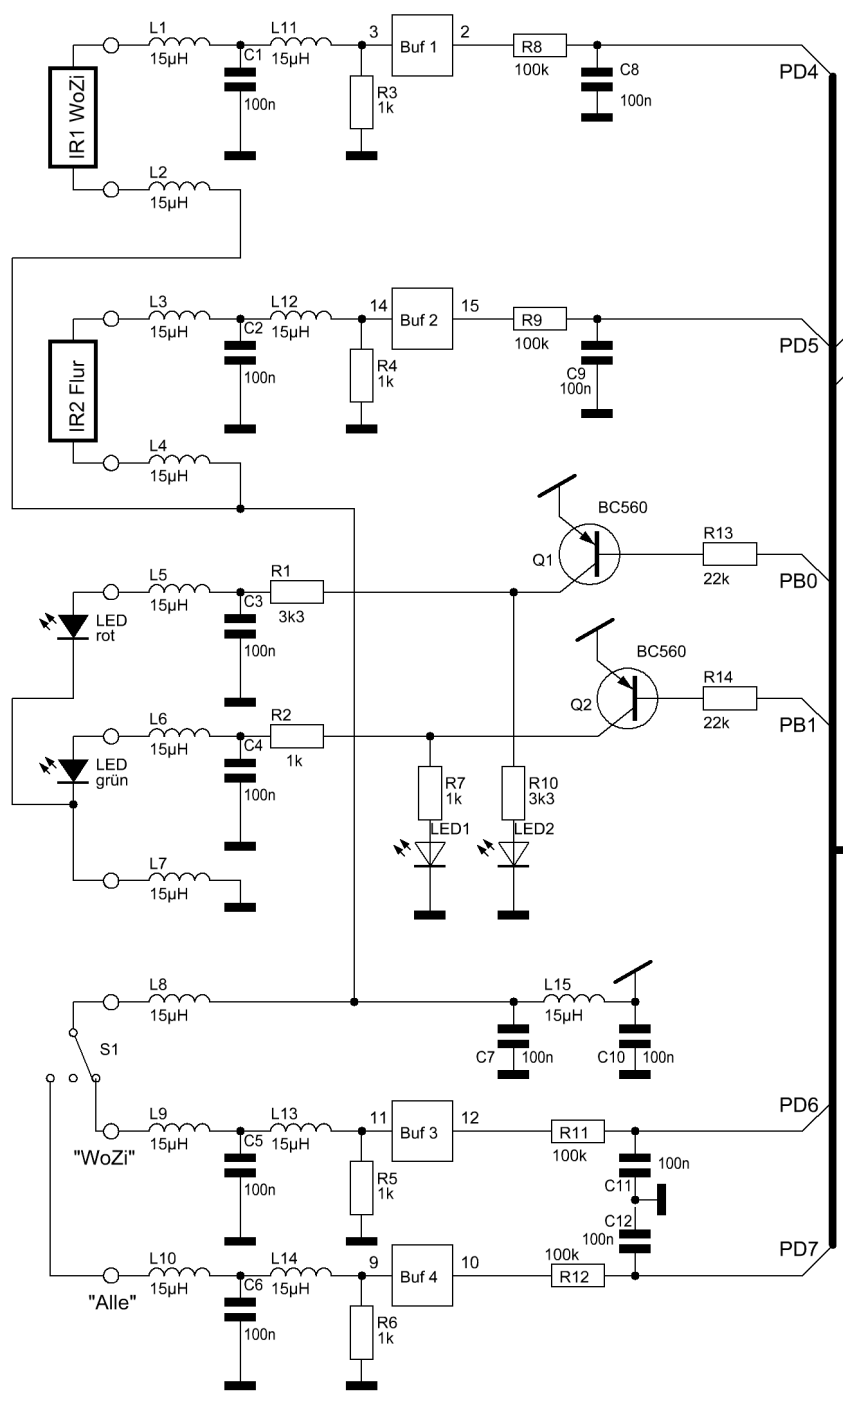 L1
15µH
C1
100n
L11
15µH
3
Buf 1
2
R3
1k
R8
100k
C8
100n
PD4
IR1 WoZi
L2
15µH
L3
15µH
C2
100n
L12
15µH
14
Buf 2
15
R4
1k
R9
100k
C9
100n
PD5
IR2 Flur
L4
15µH
BC560
Q1
R13
22k
PB0
L5
15µH
C3
100n
R1
3k3
LED
rot
BC560
Q2
R14
22k
PB1
L6
15µH
C4
100n
R2
1k
LED
grün
R7
1k
LED1
R10
3k3
LED2
L7
15µH
L8
15µH
L15
15µH
C7
100n
C10
100n
S1
L9
15µH
"WoZi"
C5
100n
L13
15µH
11
Buf 3
12
R5
1k
R11
100k
100n
C11
PD6
C12
100n
L10
15µH
"Alle"
C6
100n
L14
15µH
9
Buf 4
10
R6
1k
100k
R12
PD7